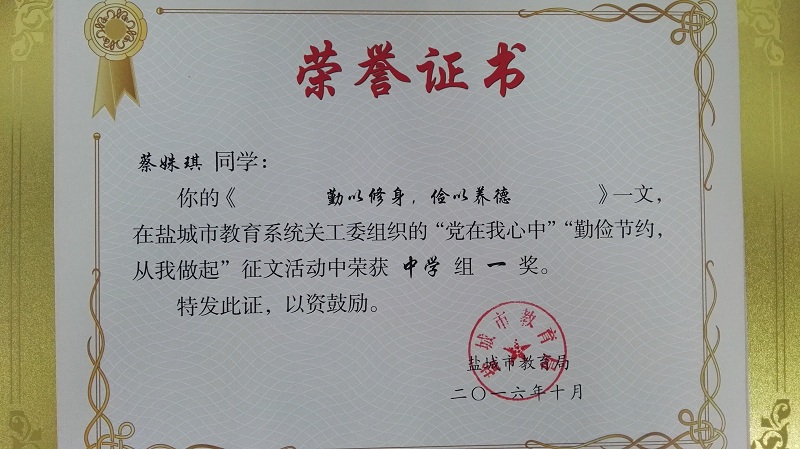 荣誉证书
蔡姝琪 同学：
你的《 勤以修身，俭以养德 》一文，
在盐城市教育系统关工委组织的“党在我心中”“勤俭节约，
从我做起”征文活动中荣获 中学 组 一 奖。
特发此证，以资鼓励。
盐城市教育局
盐城市教育局
二〇一六年十月